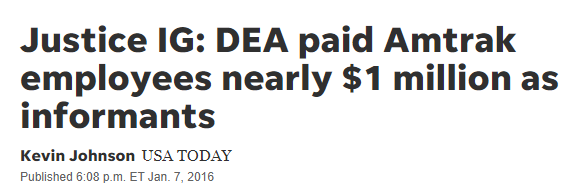 Justice IG: DEA paid Amtrak
employees nearly $1 million as
informants
Kevin Johnson USA TODAY
Published 6:08 p.m. ET Jan. 7, 2016